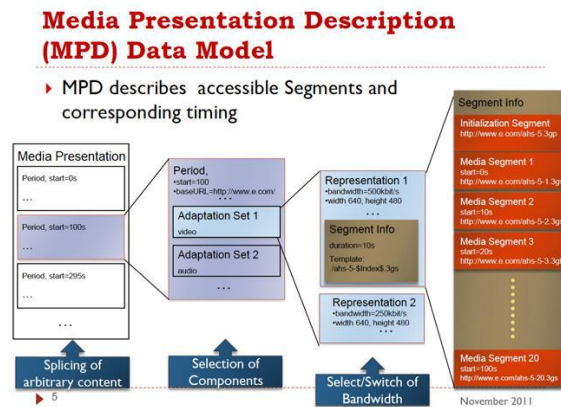 Media Presentation Description
(MPD) Data Model
MPD describes accessible Segments and
corresponding timing
Media Presentation
Period, start=0s
...
Period, start=100s
...
Period, start=295s
...
...
Splicing of
arbitrary content
Period,
•start=100
•baseURL=http://www.e.com/
...
Adaptation Set 1
video
Adaptation Set 2
audio
...
Selection of
Components
Representation 1
•bandwidth=500kbit/s
•width 640, height 480
...
Segment Info
duration=10s
Template:
./ahs-5-$Index$.3gs
Representation 2
•bandwidth=250kbit/s
•width 640, height 480
...
Select/Switch of
Bandwidth
Segment Info
Initialization Segment
http://www.e.com/ahs-5.3gp
Media Segment 1
start=0s
http://www.e.com/ahs-5-1.3gs
Media Segment 2
start=10s
http://www.e.com/ahs-5-2.3gs
Media Segment 3
start=20s
http://www.e.com/ahs-5-3.3gs
Media Segment 20
start=190s
http://www.e.com/ahs-5-20.3gs
5
November 2011